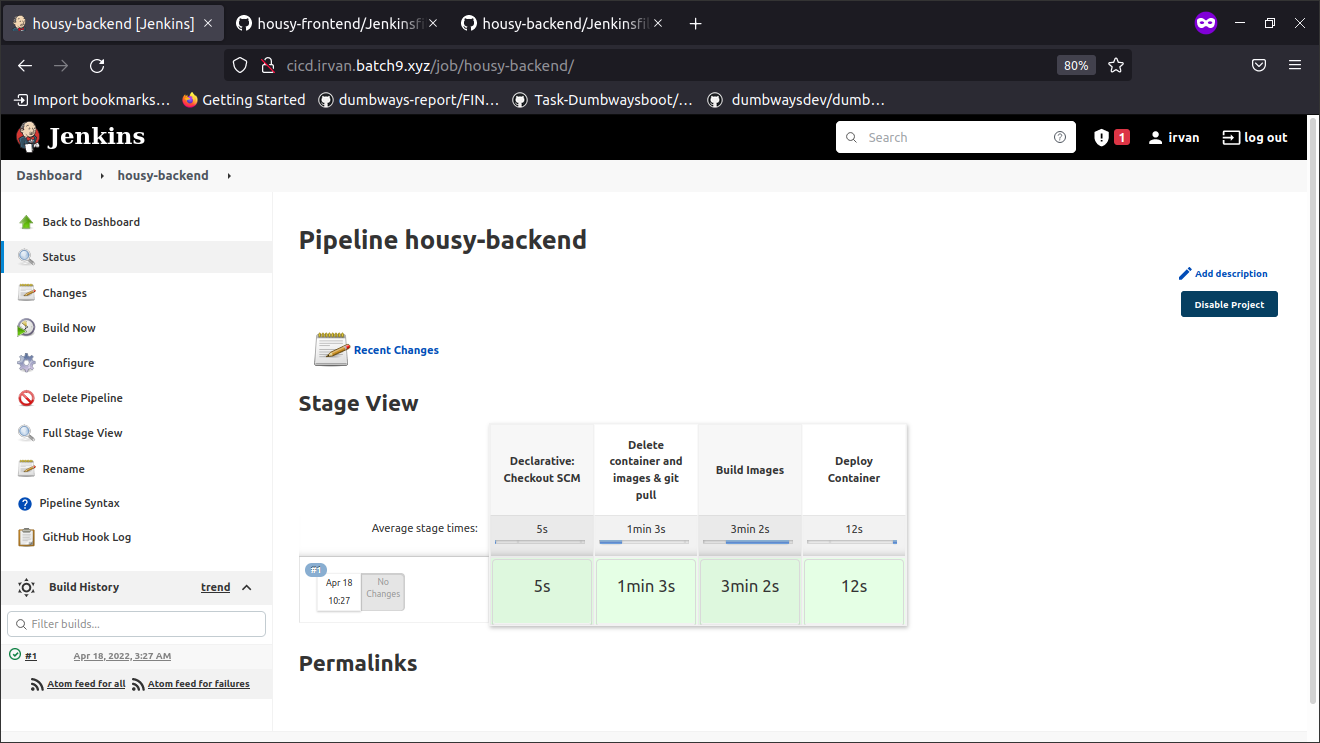 housy-backend [Jenkins]
housy-frontend/Jenkinsfi
housy-backend/Jenkinsfil
cicd.irvan.batch9.xyz/job/housy-backend/
80%
Import bookmarks...
Getting Started
dumbways-report/FIN...
Task-Dumbwaysboot/...
dumbwaysdev/dumb...
Jenkins
Search
1
irvan
log out
Dashboard
housy-backend
Back to Dashboard
Status
Changes
Build Now
Configure
Delete Pipeline
Full Stage View
Rename
Pipeline Syntax
GitHub Hook Log
Build History
trend
Filter builds...
#1
Apr 18, 2022, 3:27 AM
Atom feed for all
Atom feed for failures
Pipeline housy-backend
Add description
Disable Project
Recent Changes
Stage View
Declarative:
Checkout SCM
Delete
container and
images & git
pull
Build Images
Deploy
Container
Average stage times:
5s
1min 3s
3min 2s
12s
#1
Apr 18
10:27
No
Changes
5s
1min 3s
3min 2s
12s
Permalinks